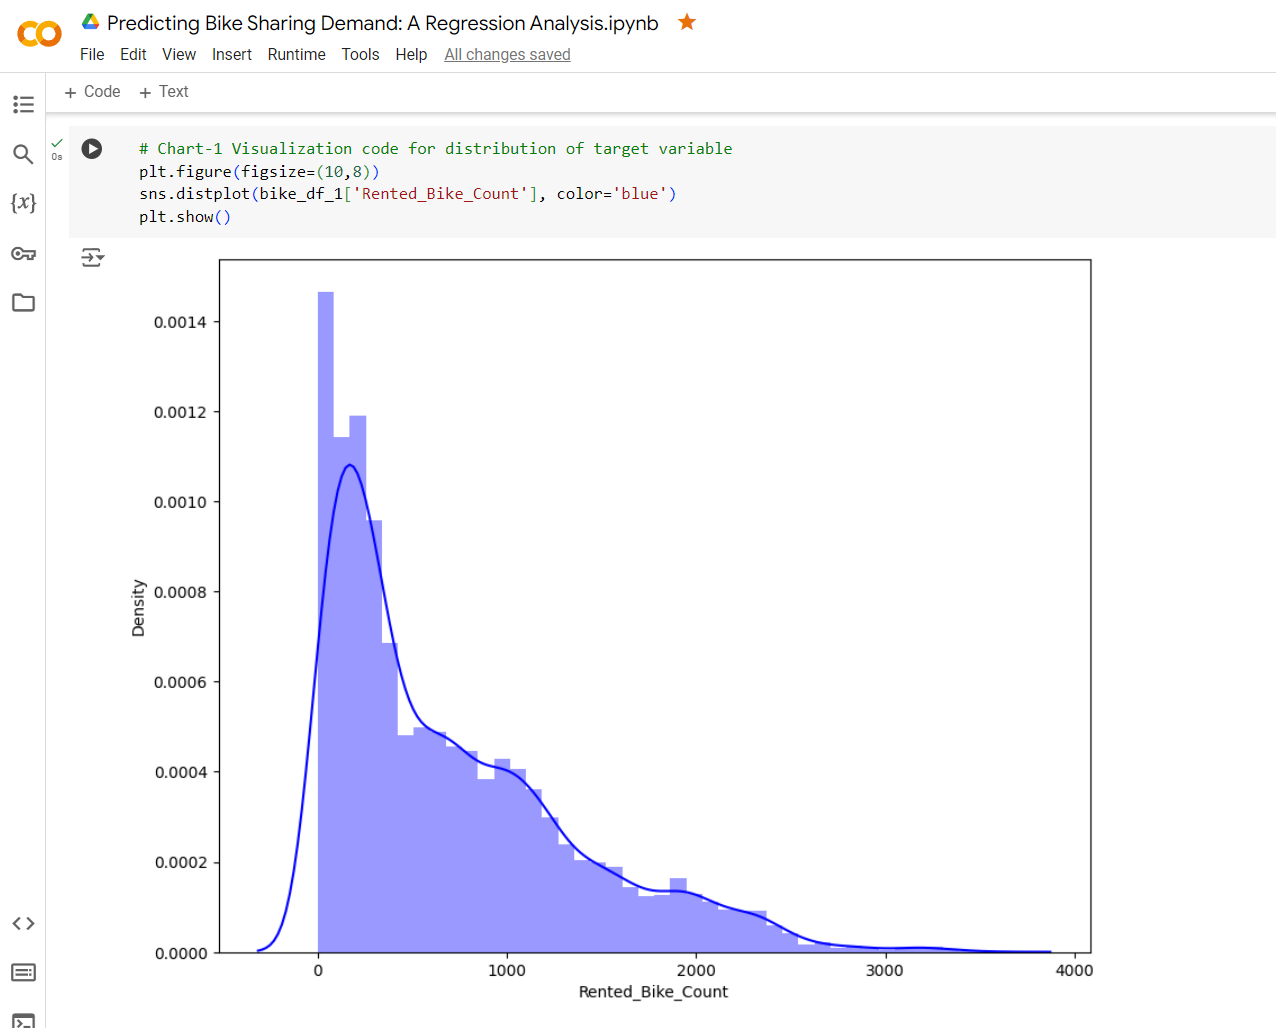 Predicting Bike Sharing Demand: A Regression Analysis.ipynb
File Edit View Insert Runtime Tools Help All changes saved
+ Code + Text
0s
# Chart-1 Visualization code for distribution of target variable
plt.figure(figsize=(10,8))
sns.distplot(bike_df_1['Rented_Bike_Count'], color='blue')
plt.show()
{x}
0.0014
0.0012
0.0010
0.0008
0.0006
0.0004
0.0002
0.0000
Density
0 1000 2000 3000 4000
Rented_Bike_Count